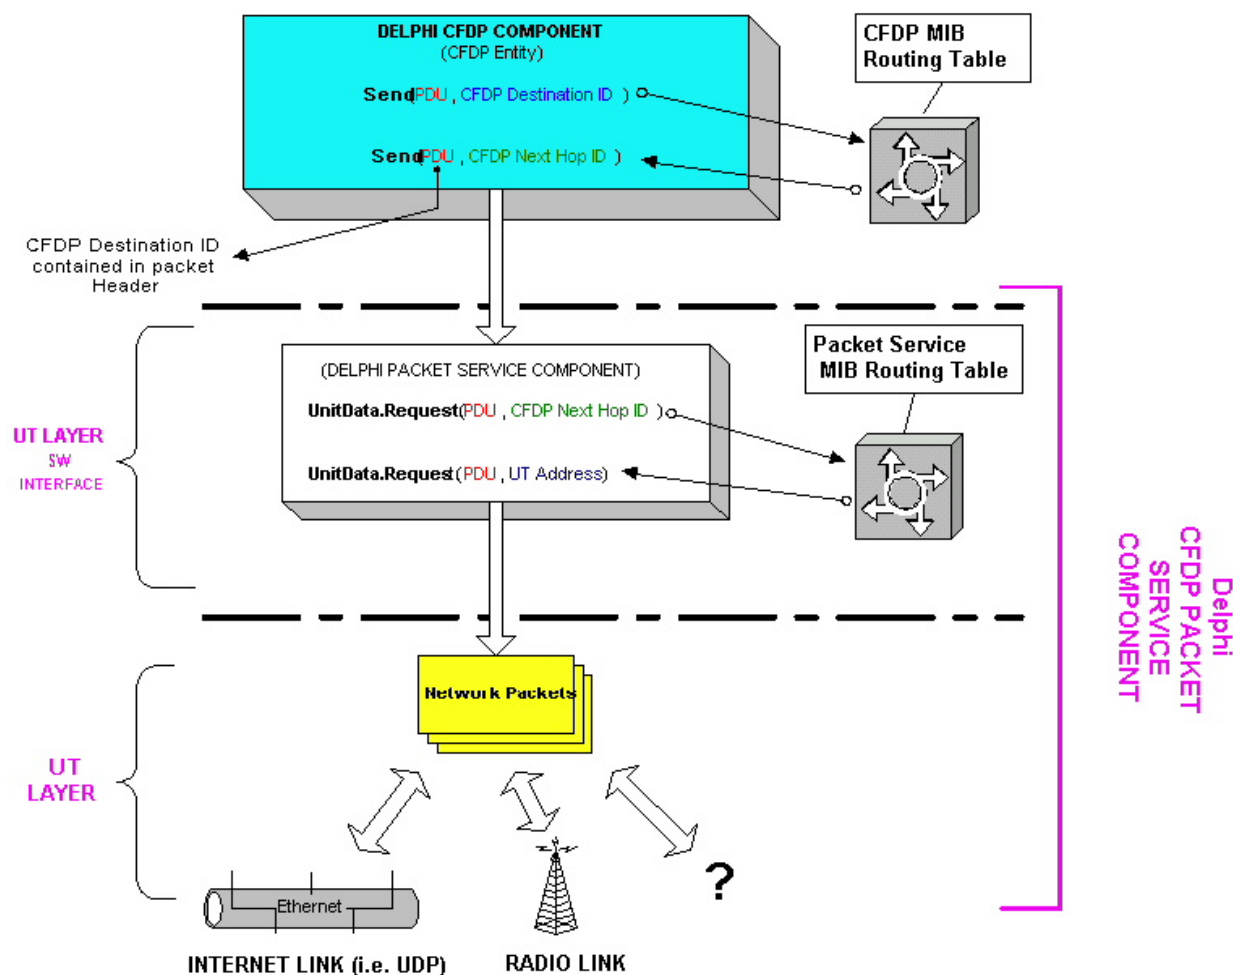 DELPHI CFDP COMPONENT
(CFDP Entity)
Send(PDU , CFDP Destination ID )
Send(PDU , CFDP Next Hop ID )
CFDP MIB
Routing Table
CFDP Destination ID
contained in packet
Header
UT LAYER
SW
INTERFACE
(DELPHI PACKET SERVICE COMPONENT)
UnitData.Request(PDU , CFDP Next Hop ID )
UnitData.Request(PDU , UT Address)
Packet Service
MIB Routing Table
Delphi
CFDP PACKET
SERVICE
COMPONENT
Network Packets
UT
LAYER
Ethernet
?
INTERNET LINK (i.e. UDP)
RADIO LINK